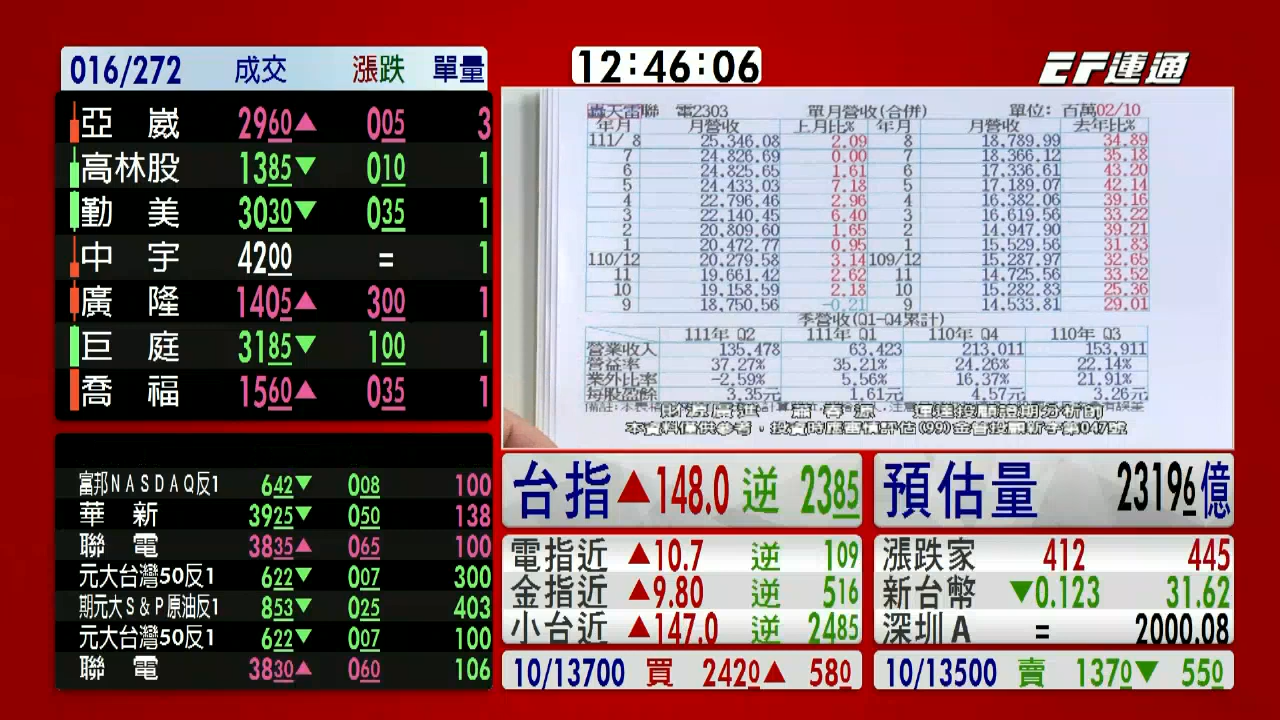 016/272 成交 漲跌 單量
亞 崴 2960▲ 005 3
高林股 1385▼ 010 1
勤 美 3030▼ 035 1
中 宇 4200 = 1
廣 隆 1405▲ 300 1
巨 庭 3185▼ 100 1
喬 福 1560▲ 035 1
富邦NASDAQ反1 642▼ 008 100
華 新 3925▼ 050 138
聯 電 3835▲ 065 100
元大台灣50反1 622▼ 007 300
期元大S&P原油反1 853▼ 025 403
元大台灣50反1 622▼ 007 100
聯 電 3830▲ 060 106
12:46:06
EF運通
聯 電2303 單月營收(合併) 單位: 百萬02/10
年月 月營收 上月比% 年月 月營收 去年比%
111/ 8 25,346.08 2.09 8 18,789.99 34.89
7 24,826.69 0.00 7 18,366.12 35.18
6 24,825.65 1.61 6 17,336.61 43.20
5 24,433.03 7.18 5 17,189.07 42.14
4 22,796.46 2.96 4 16,382.06 39.16
3 22,140.45 6.40 3 16,619.56 33.22
2 20,809.60 1.65 2 14,947.90 39.21
1 20,472.77 0.95 1 15,529.56 31.83
110/12 20,279.58 3.14 109/12 15,287.97 32.65
11 19,661.42 2.62 11 14,725.56 33.52
10 19,158.59 2.18 10 15,282.83 25.36
9 18,750.56 -0.21 9 14,533.81 29.01
季營收(Q1-Q4累計)
111年 Q2 111年 Q1 110年 Q4 110年 Q3
營業收入 135,478 63,423 213,011 153,911
營益率 37.27% 35.21% 24.26% 22.14%
業外比率 -2.59% 5.56% 16.37% 21.91%
每股盈餘 3.35元 1.61元 4.57元 3.26元
本資料僅供參考，投資時應審慎評估(99)金管投顧新字第047號
台指▲148.0 逆 2385
預估量 23196億
電指近 ▲10.7 逆 109
金指近 ▲9.80 逆 516
小台近 ▲147.0 逆 2485
漲跌家 412 445
新台幣 ▼0.123 31.62
深圳A = 2000.08
10/13700 買 2420▲ 580
10/13500 賣 1370▼ 550